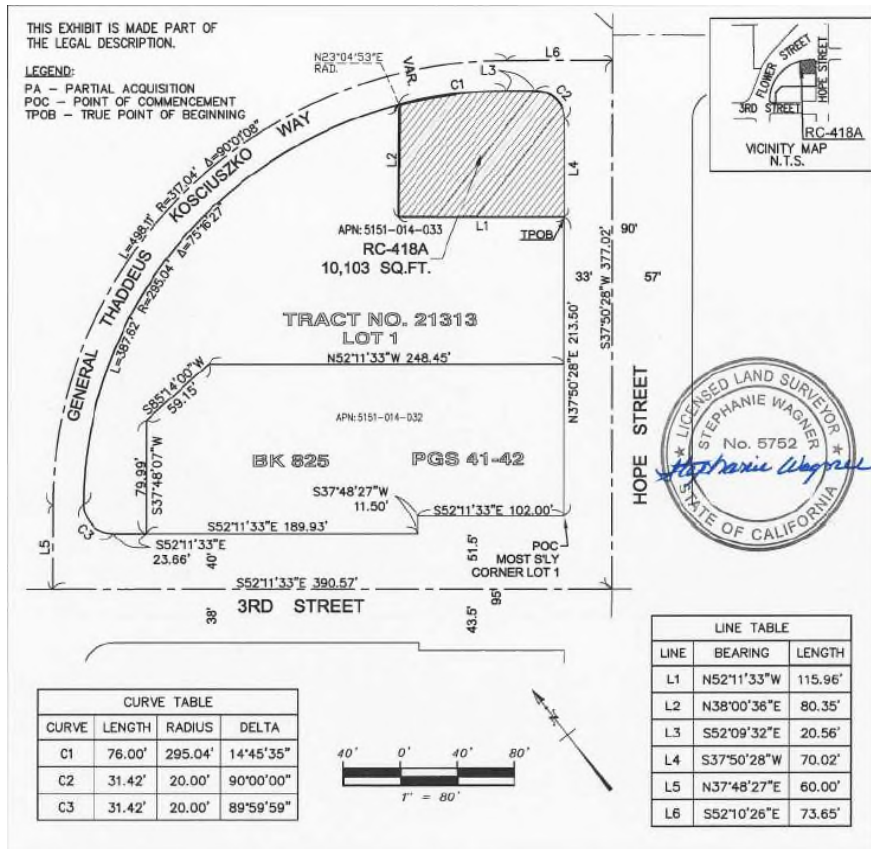 THIS EXHIBIT IS MADE PART OF
THE LEGAL DESCRIPTION.
LEGEND:
PA – PARTIAL ACQUISITION
POC – POINT OF COMMENCEMENT
TPOB – TRUE POINT OF BEGINNING
N23°04'53"E
RAD.
VAR.
C1
L3
L6
C2
L2
L4
L1
FLOWER STREET
HOPE STREET
3RD STREET
RC-418A
VICINITY MAP
N.T.S.
GENERAL THADDEUS KOSCIUSZKO WAY
L=498.11' R=317.04' Δ=90°01'08"
L=387.62' R=295.04' Δ=75°16'27"
APN: 5151-014-033
RC-418A
10,103 SQ.FT.
TPOB
S37°50'28"W 377.02'
90'
33'
57'
N37°50'28"E 213.50'
HOPE STREET
TRACT NO. 21313
LOT 1
N52°11'33"W 248.45'
S85°14'00"W
59.15'
APN: 5151-014-032
79.99'
S37°48'07"W
BK 825 PGS 41-42
S37°48'27"W
11.50'
S52°11'33"E 102.00'
S52°11'33"E 189.93'
C3
S52°11'33"E
23.66'
40'
51.5'
POC
MOST S'LY
CORNER LOT 1
L5
S52°11'33"E 390.57'
95'
3RD STREET
38'
43.5'
LICENSED LAND SURVEYOR
STEPHANIE WAGNER
No. 5752
Stephanie Wagner
STATE OF CALIFORNIA
LINE TABLE
LINE BEARING LENGTH
L1 N52°11'33"W 115.96'
L2 N38°00'36"E 80.35'
L3 S52°09'32"E 20.56'
L4 S37°50'28"W 70.02'
L5 N37°48'27"E 60.00'
L6 S52°10'26"E 73.65'
CURVE TABLE
CURVE LENGTH RADIUS DELTA
C1 76.00' 295.04' 14°45'35"
C2 31.42' 20.00' 90°00'00"
C3 31.42' 20.00' 89°59'59"
N
40' 0' 40' 80'
1" = 80'